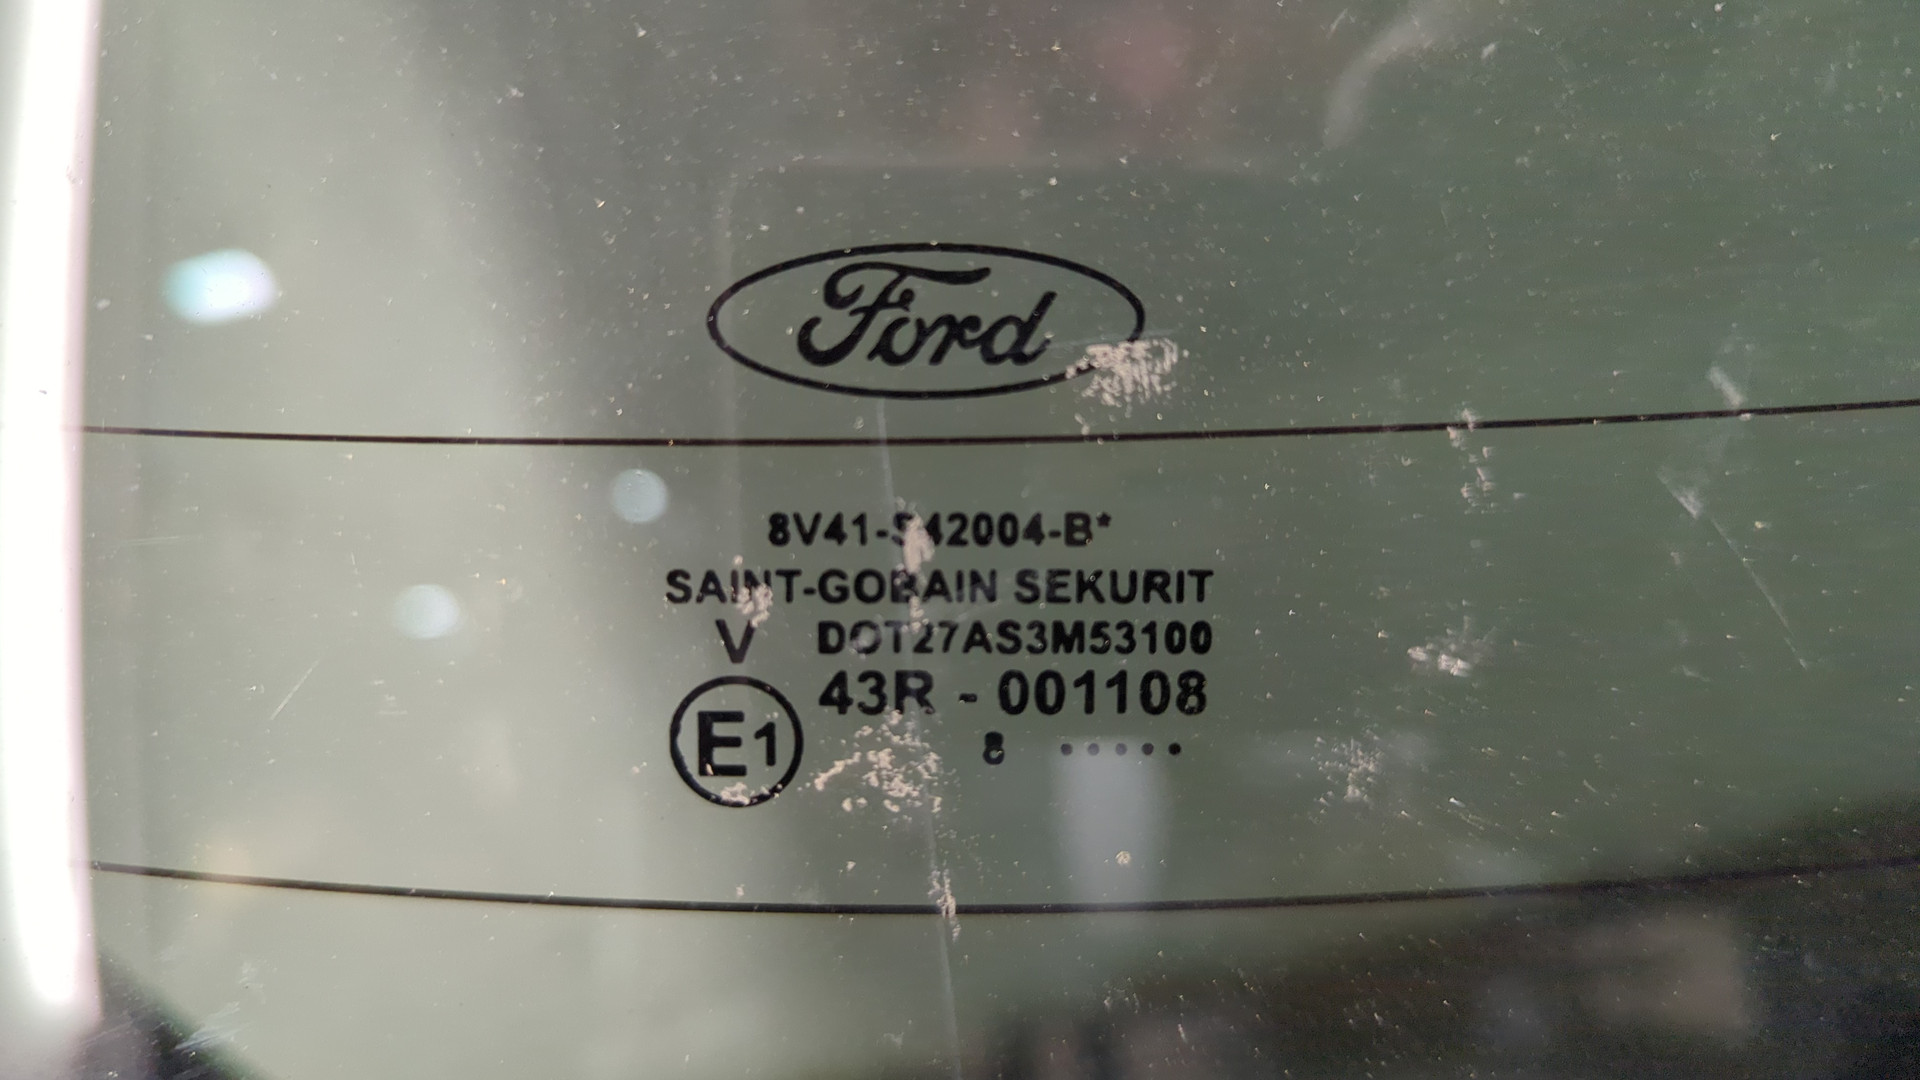 Ford
8V41-S42004-B*
SAINT-GOBAIN SEKURIT
V DOT27AS3M53100
E1 43R - 001108
8 •••••